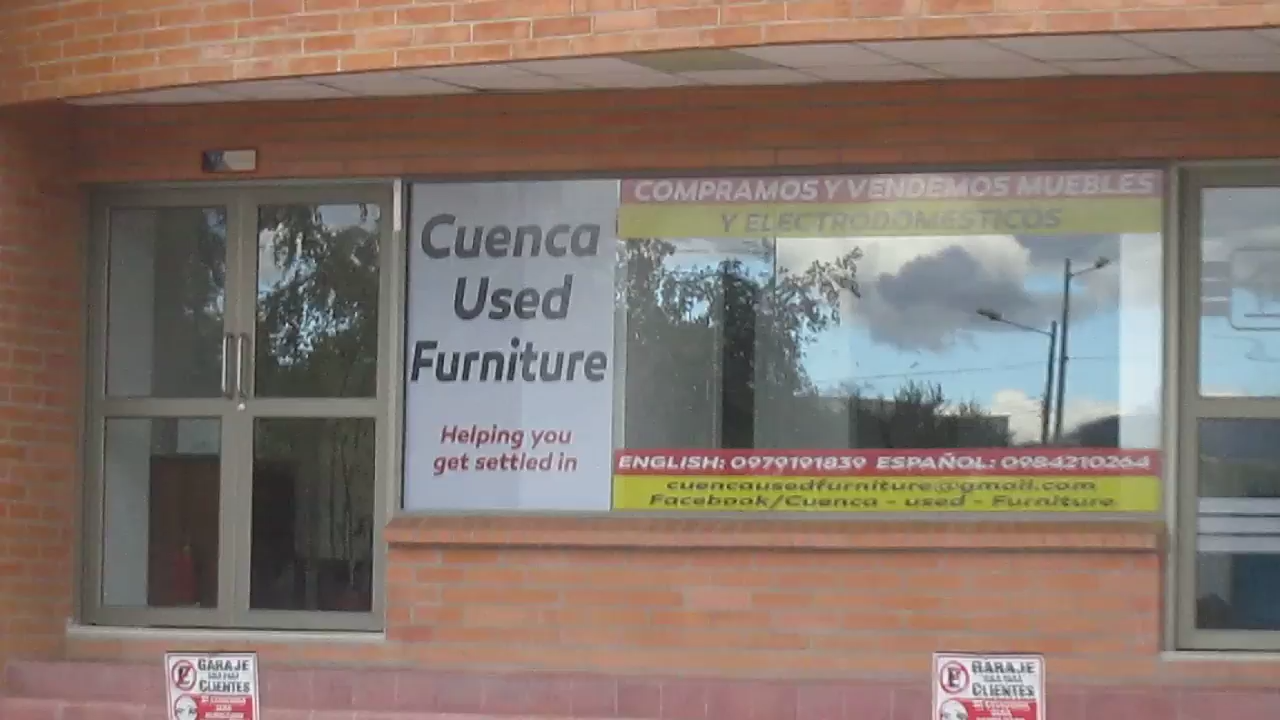 Cuenca
Used
Furniture
Helping you
get settled in
COMPRAMOS Y VENDEMOS MUEBLES
Y ELECTRODOMESTICOS
ENGLISH: 0979191839 ESPAÑOL: 0984210264
cuencausedfurniture@gmail.com
Facebook/Cuenca - used - Furniture
GARAJE
CLIENTES
GARAJE
CLIENTES